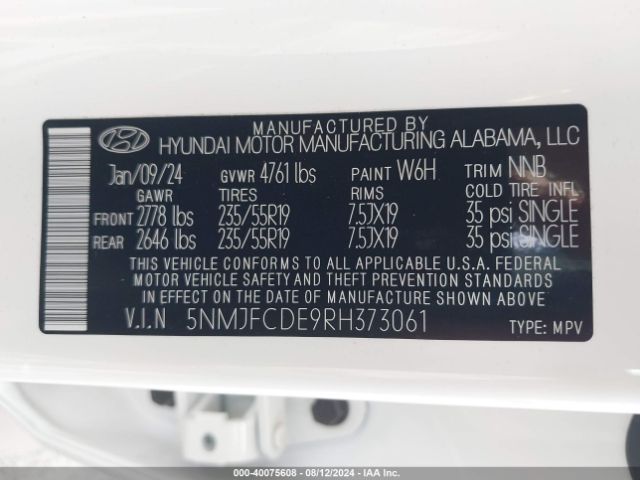 MANUFACTURED BY
HYUNDAI MOTOR MANUFACTURING ALABAMA, LLC
Jan/09/24 GVWR 4761 lbs PAINT W6H TRIM NNB
GAWR TIRES RIMS COLD TIRE INFL
FRONT 2778 lbs 235/55R19 7.5JX19 35 psi SINGLE
REAR 2646 lbs 235/55R19 7.5JX19 35 psi SINGLE
THIS VEHICLE CONFORMS TO ALL APPLICABLE U.S.A. FEDERAL
MOTOR VEHICLE SAFETY AND THEFT PREVENTION STANDARDS
IN EFFECT ON THE DATE OF MANUFACTURE SHOWN ABOVE.
V.I.N 5NMJFCDE9RH373061 TYPE: MPV
000-40075608 - 08/12/2024 - IAA Inc.